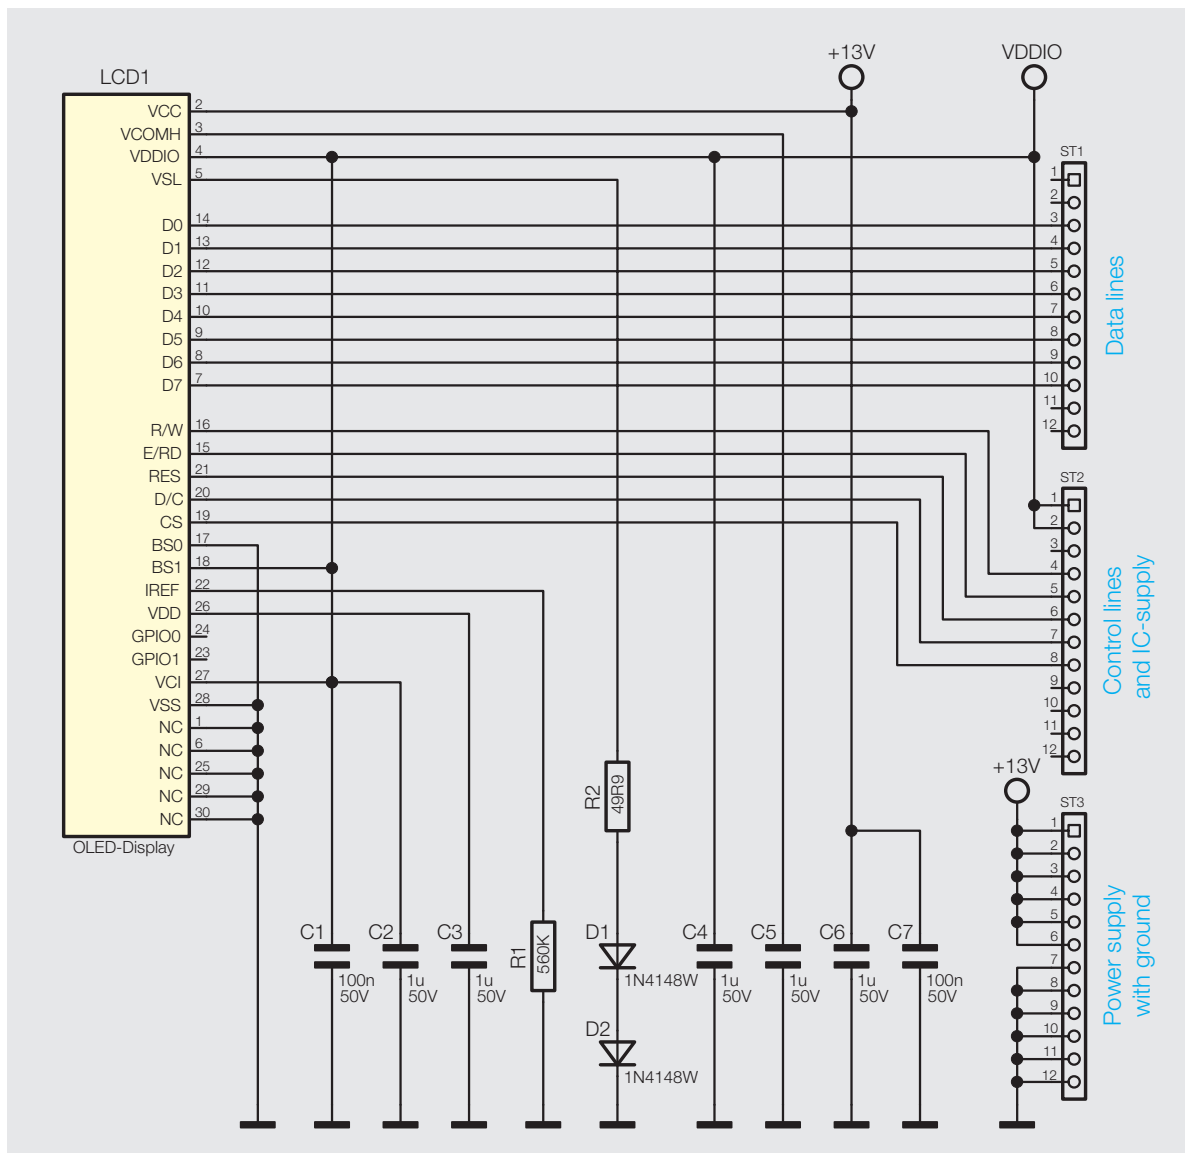 +13V
VDDIO
LCD1
VCC 2
VCOMH 3
VDDIO 4
VSL 5
D0 14
D1 13
D2 12
D3 11
D4 10
D5 9
D6 8
D7 7
R/W 16
E/RD 15
RES 21
D/C 20
CS 19
BS0 17
BS1 18
IREF 22
VDD 26
GPIO0 24
GPIO1 23
VCI 27
VSS 28
NC 1
NC 6
NC 25
NC 29
NC 30
OLED-Display
ST1
1
2
3
4
5
6
7
8
9
10
11
12
Data lines
ST2
1
2
3
4
5
6
7
8
9
10
11
12
Control lines
and IC-supply
+13V
ST3
1
2
3
4
5
6
7
8
9
10
11
12
Power supply
with ground
R2
49R9
C1
100n
50V
C2
1u
50V
C3
1u
50V
R1
560K
D1
1N4148W
D2
1N4148W
C4
1u
50V
C5
1u
50V
C6
1u
50V
C7
100n
50V